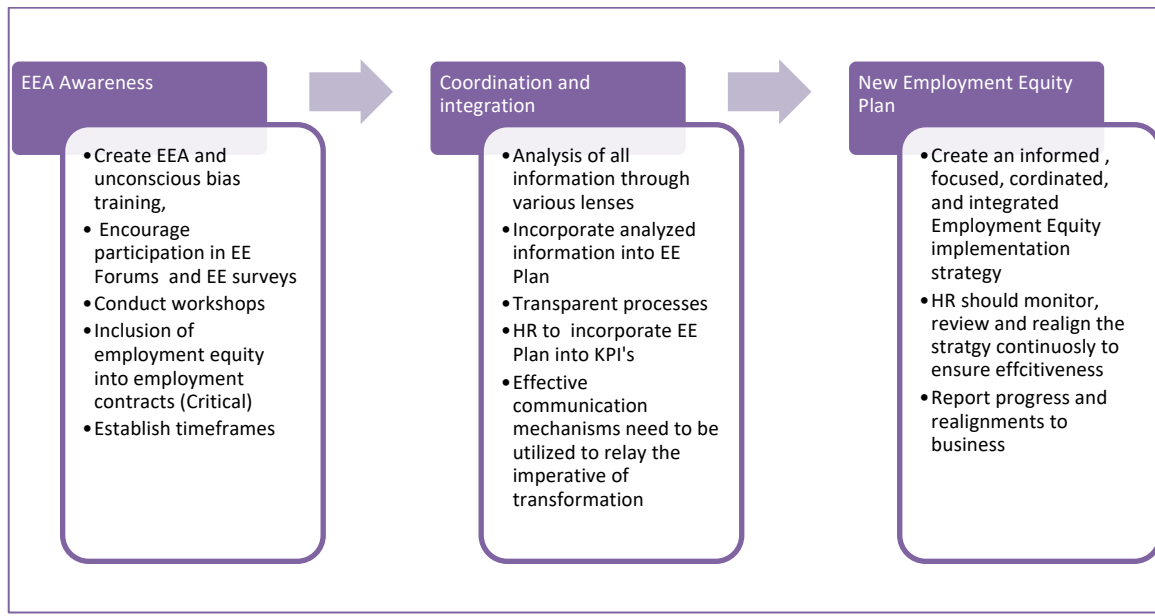 EEA Awareness
•Create EEA and
unconscious bias
training,
• Encourage
participation in EE
Forums and EE surveys
•Conduct workshops
•Inclusion of
employment equity
into employment
contracts (Critical)
•Establish timeframes
Coordination and
integration
•Analysis of all
information through
various lenses
•Incorporate analyzed
information into EE
Plan
•Transparent processes
•HR to incorporate EE
Plan into KPI's
•Effective
communication
mechanisms need to be
utilized to relay the
imperative of
transformation
New Employment Equity
Plan
•Create an informed ,
focused, cordinated,
and integrated
Employment Equity
implementation
strategy
•HR should monitor,
review and realign the
stratgy continuosly to
ensure effcitiveness
•Report progress and
realignments to
business